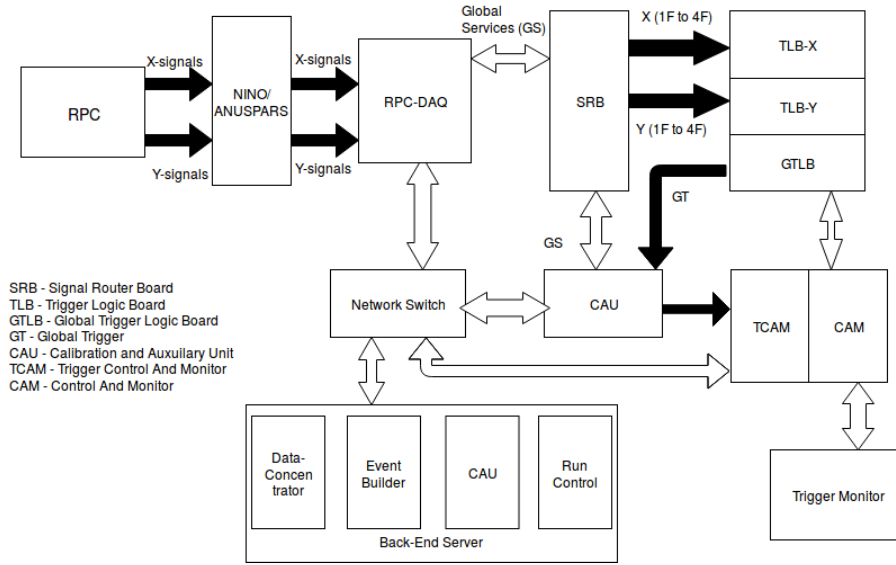 Global
Services (GS)
X (1F to 4F)
X-signals
X-signals
TLB-X
RPC
NINO/
ANUSPARS
RPC-DAQ
SRB
TLB-Y
Y (1F to 4F)
Y-signals
Y-signals
GTLB
GT
GS
SRB - Signal Router Board
TLB - Trigger Logic Board
GTLB - Global Trigger Logic Board
GT - Global Trigger
CAU - Calibration and Auxuilary Unit
TCAM - Trigger Control And Monitor
CAM - Control And Monitor
Network Switch
CAU
TCAM
CAM
Data-
Concen
trator
Event
Builder
CAU
Run
Control
Back-End Server
Trigger Monitor